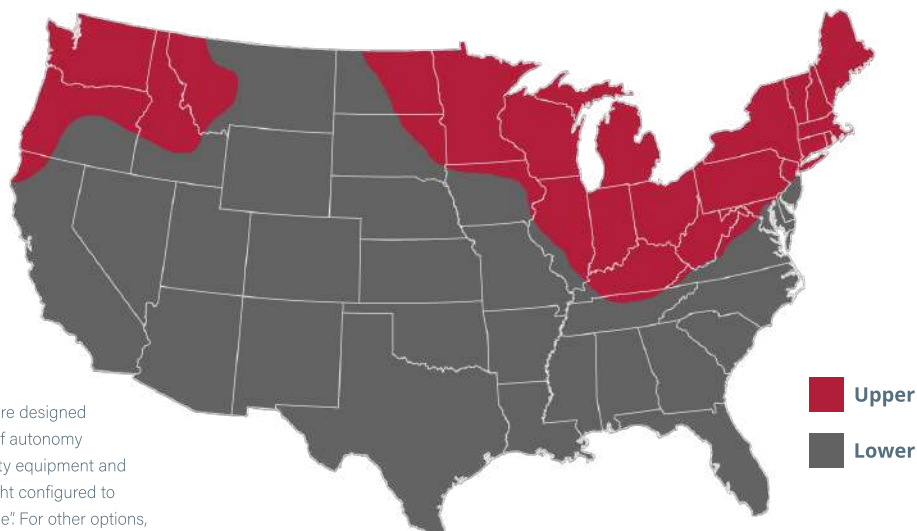 re designed
f autonomy
ty equipment and
ht configured to
e". For other options,
Upper
Lower